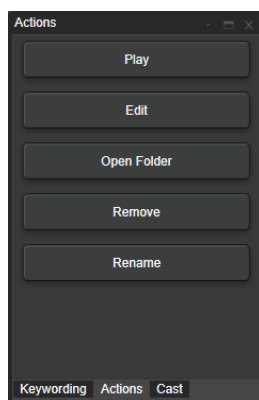 Actions
Play
Edit
Open Folder
Remove
Rename
Keywording Actions Cast